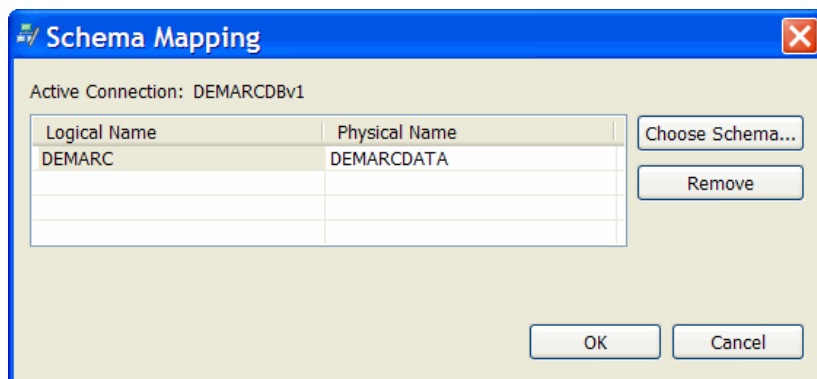 Schema Mapping
Active Connection: DEMARCDBv1
Logical Name Physical Name
Choose Schema...
DEMARC DEMARCDATA
Remove
OK Cancel